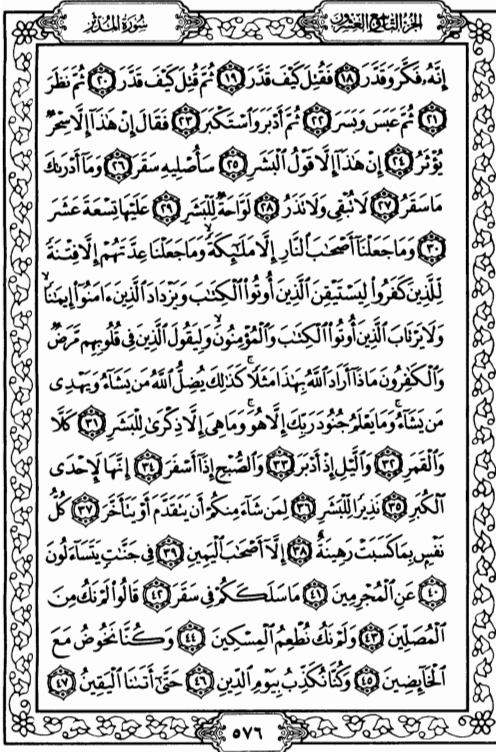 الجزء التاسع والعشرون
سورة المدثر
إِنَّهُۥ فَكَّرَ وَقَدَّرَ ١٨ فَقُتِلَ كَيْفَ قَدَّرَ ١٩ ثُمَّ قُتِلَ كَيْفَ قَدَّرَ ٢٠ ثُمَّ نَظَرَ
٢١ ثُمَّ عَبَسَ وَبَسَرَ ٢٢ ثُمَّ أَدْبَرَ وَٱسْتَكْبَرَ ٢٣ فَقَالَ إِنْ هَٰذَآ إِلَّا سِحْرٌ
يُؤْثَرُ ٢٤ إِنْ هَٰذَآ إِلَّا قَوْلُ ٱلْبَشَرِ ٢٥ سَأُصْلِيهِ سَقَرَ ٢٦ وَمَآ أَدْرَىٰكَ
مَا سَقَرُ ٢٧ لَا تُبْقِى وَلَا تَذَرُ ٢٨ لَوَّاحَةٌ لِّلْبَشَرِ ٢٩ عَلَيْهَا تِسْعَةَ عَشَرَ
٣٠ وَمَا جَعَلْنَآ أَصْحَٰبَ ٱلنَّارِ إِلَّا مَلَٰٓئِكَةً ۙ وَمَا جَعَلْنَا عِدَّتَهُمْ إِلَّا فِتْنَةً
لِّلَّذِينَ كَفَرُوا۟ لِيَسْتَيْقِنَ ٱلَّذِينَ أُوتُوا۟ ٱلْكِتَٰبَ وَيَزْدَادَ ٱلَّذِينَ ءَامَنُوٓا۟ إِيمَٰنًا ۙ
وَلَا يَرْتَابَ ٱلَّذِينَ أُوتُوا۟ ٱلْكِتَٰبَ وَٱلْمُؤْمِنُونَ ۙ وَلِيَقُولَ ٱلَّذِينَ فِى قُلُوبِهِم مَّرَضٌ
وَٱلْكَٰفِرُونَ مَاذَآ أَرَادَ ٱللَّهُ بِهَٰذَا مَثَلًا ۚ كَذَٰلِكَ يُضِلُّ ٱللَّهُ مَن يَشَآءُ وَيَهْدِى
مَن يَشَآءُ ۚ وَمَا يَعْلَمُ جُنُودَ رَبِّكَ إِلَّا هُوَ ۚ وَمَا هِىَ إِلَّا ذِكْرَىٰ لِلْبَشَرِ ٣١ كَلَّا
وَٱلْقَمَرِ ٣٢ وَٱلَّيْلِ إِذْ أَدْبَرَ ٣٣ وَٱلصُّبْحِ إِذَآ أَسْفَرَ ٣٤ إِنَّهَا لَإِحْدَى
ٱلْكُبَرِ ٣٥ نَذِيرًا لِّلْبَشَرِ ٣٦ لِمَن شَآءَ مِنكُمْ أَن يَتَقَدَّمَ أَوْ يَتَأَخَّرَ ٣٧ كُلُّ
نَفْسٍۭ بِمَا كَسَبَتْ رَهِينَةٌ ٣٨ إِلَّآ أَصْحَٰبَ ٱلْيَمِينِ ٣٩ فِى جَنَّٰتٍ يَتَسَآءَلُونَ
٤٠ عَنِ ٱلْمُجْرِمِينَ ٤١ مَا سَلَكَكُمْ فِى سَقَرَ ٤٢ قَالُوا۟ لَمْ نَكُ مِنَ
ٱلْمُصَلِّينَ ٤٣ وَلَمْ نَكُ نُطْعِمُ ٱلْمِسْكِينَ ٤٤ وَكُنَّا نَخُوضُ مَعَ
ٱلْخَآئِضِينَ ٤٥ وَكُنَّا نُكَذِّبُ بِيَوْمِ ٱلدِّينِ ٤٦ حَتَّىٰٓ أَتَىٰنَا ٱلْيَقِينُ ٤٧
٥٧٦